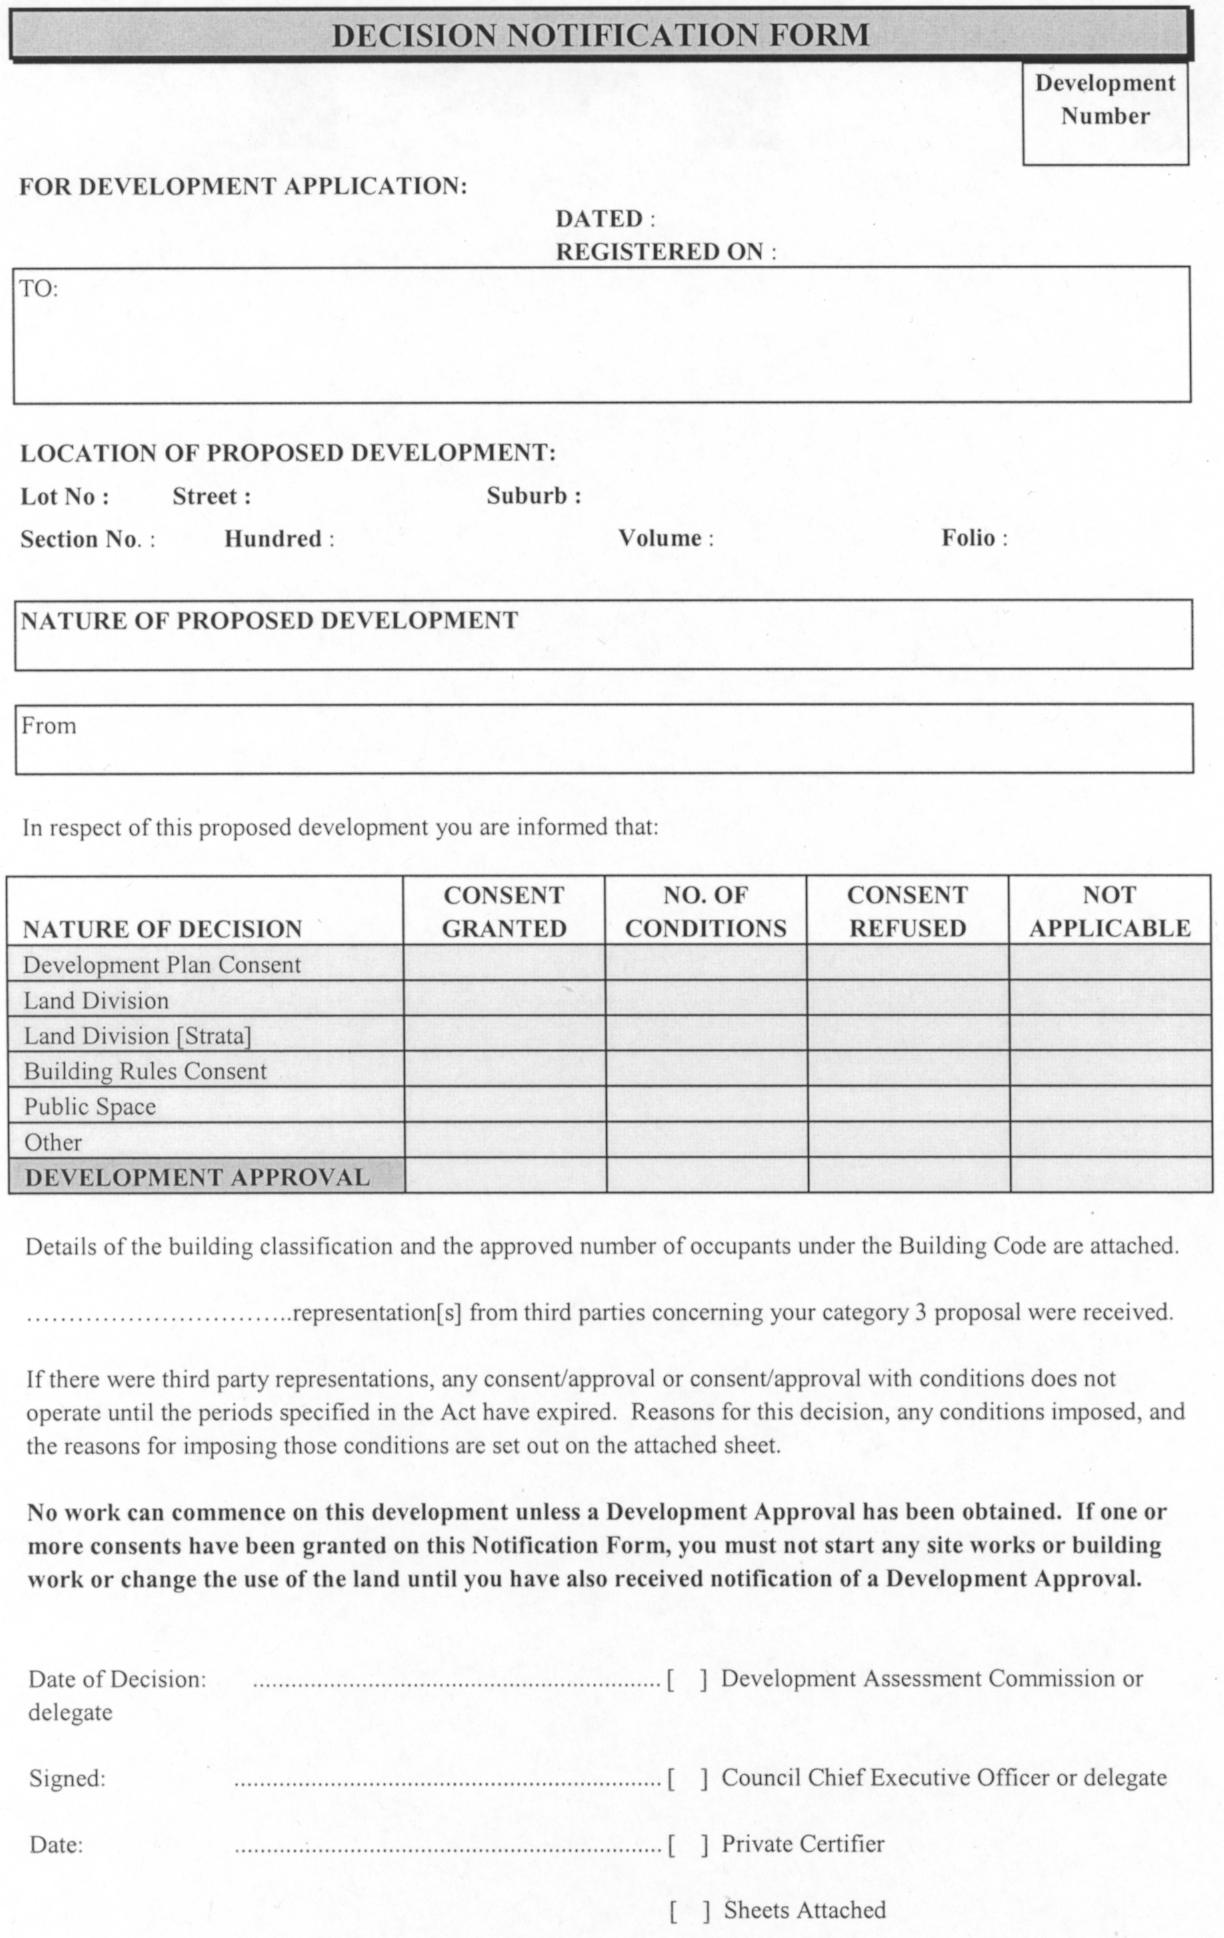 DECISION NOTIFICATION FORM
Development
Number
FOR DEVELOPMENT APPLICATION:
DATED :
REGISTERED ON :
TO:
LOCATION OF PROPOSED DEVELOPMENT:
Lot No : Street : Suburb :
Section No. : Hundred : Volume : Folio :
NATURE OF PROPOSED DEVELOPMENT
From
In respect of this proposed development you are informed that:
CONSENT NO. OF CONSENT NOT
NATURE OF DECISION GRANTED CONDITIONS REFUSED APPLICABLE
Development Plan Consent
Land Division
Land Division [Strata]
Building Rules Consent
Public Space
Other
DEVELOPMENT APPROVAL
Details of the building classification and the approved number of occupants under the Building Code are attached.
................................representation[s] from third parties concerning your category 3 proposal were received.
If there were third party representations, any consent/approval or consent/approval with conditions does not
operate until the periods specified in the Act have expired. Reasons for this decision, any conditions imposed, and
the reasons for imposing those conditions are set out on the attached sheet.
No work can commence on this development unless a Development Approval has been obtained. If one or
more consents have been granted on this Notification Form, you must not start any site works or building
work or change the use of the land until you have also received notification of a Development Approval.
Date of Decision: ................................................................ [ ] Development Assessment Commission or
delegate
Signed: ................................................................... [ ] Council Chief Executive Officer or delegate
Date: ................................................................... [ ] Private Certifier
[ ] Sheets Attached